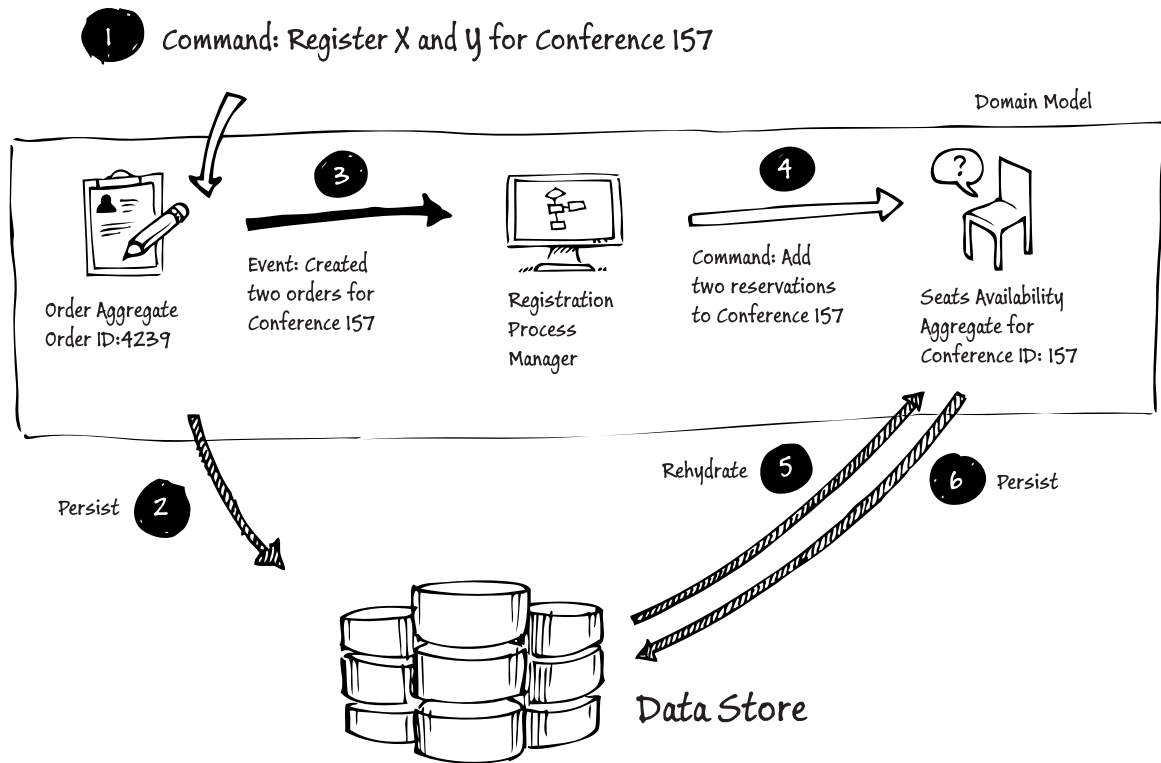 1
Command: Register X and Y for Conference 157
Domain Model
3
4
?
Event: Created
two orders for
Conference 157
Command: Add
two reservations
to Conference 157
Order Aggregate
Order ID:4239
Registration
Process
Manager
Seats Availability
Aggregate for
Conference ID: 157
Persist
2
Rehydrate
5
6
Persist
Data Store